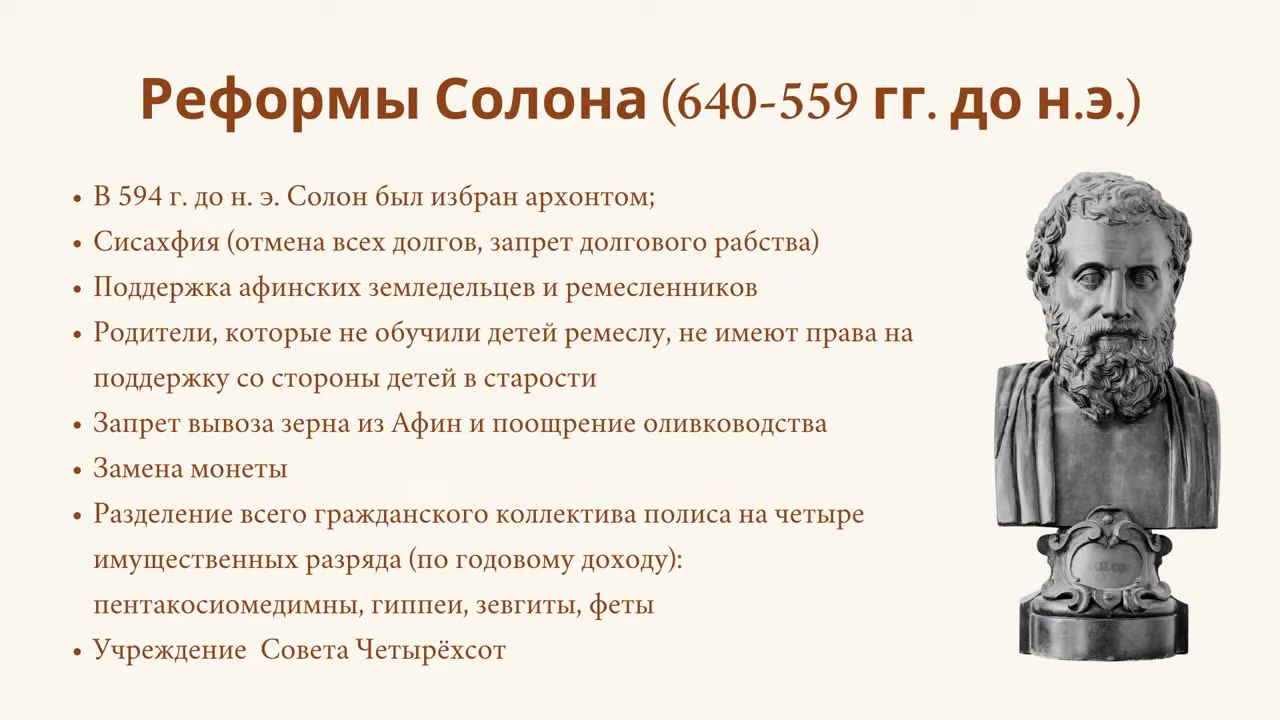 Реформы Солона (640-559 гг. до н.э.)
• В 594 г. до н. э. Солон был избран архонтом;
• Сисахфия (отмена всех долгов, запрет долгового рабства)
• Поддержка афинских земледельцев и ремесленников
• Родители, которые не обучили детей ремеслу, не имеют права на
поддержку со стороны детей в старости
• Запрет вывоза зерна из Афин и поощрение оливководства
• Замена монеты
• Разделение всего гражданского коллектива полиса на четыре
имущественных разряда (по годовому доходу):
пентакосиомедимны, гиппеи, зевгиты, феты
• Учреждение  Совета Четырёхсот